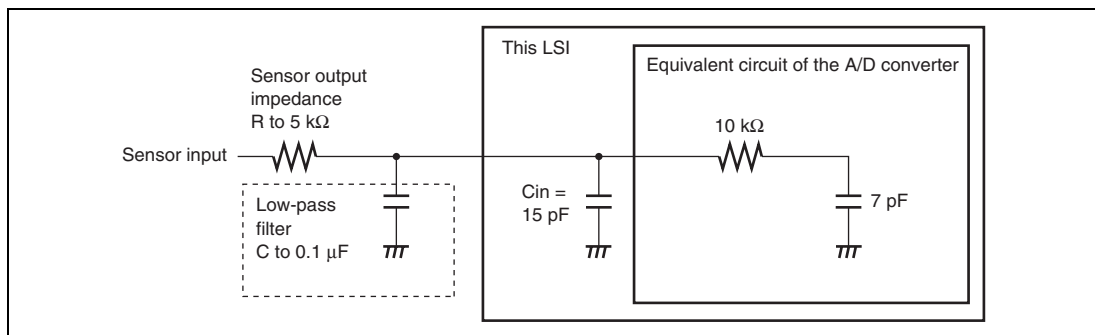 This LSI
Equivalent circuit of the A/D converter
Sensor output
impedance
R to 5 kΩ
10 kΩ
Sensor input
Low-pass
filter
C to 0.1 μF
Cin =
15 pF
7 pF